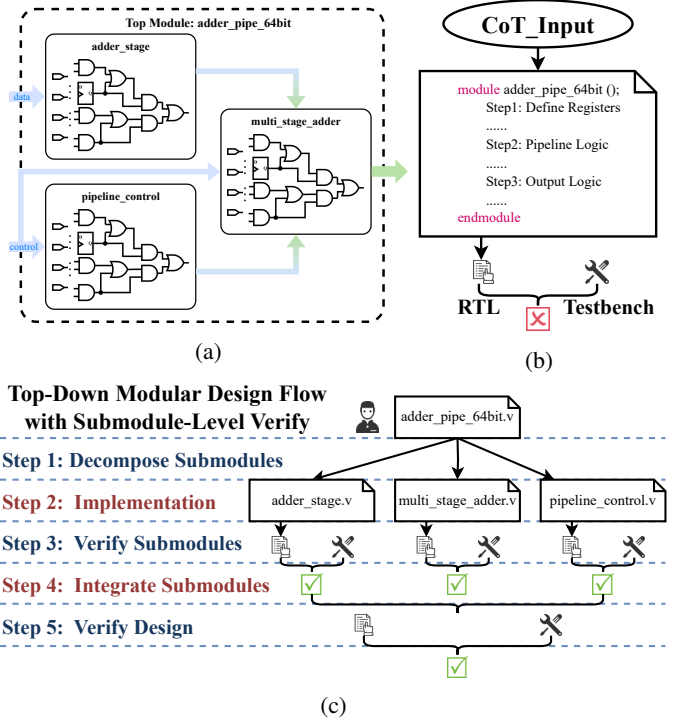 Top Module: adder_pipe_64bit
adder_stage
data
multi_stage_adder
pipeline_control
control
(a)
CoT_Input
module adder_pipe_64bit ();
Step1: Define Registers
......
Step2: Pipeline Logic
......
Step3: Output Logic
......
endmodule
RTL Testbench
(b)
Top-Down Modular Design Flow
with Submodule-Level Verify
adder_pipe_64bit.v
Step 1: Decompose Submodules
Step 2: Implementation
adder_stage.v multi_stage_adder.v pipeline_control.v
Step 3: Verify Submodules
Step 4: Integrate Submodules
Step 5: Verify Design
(c)